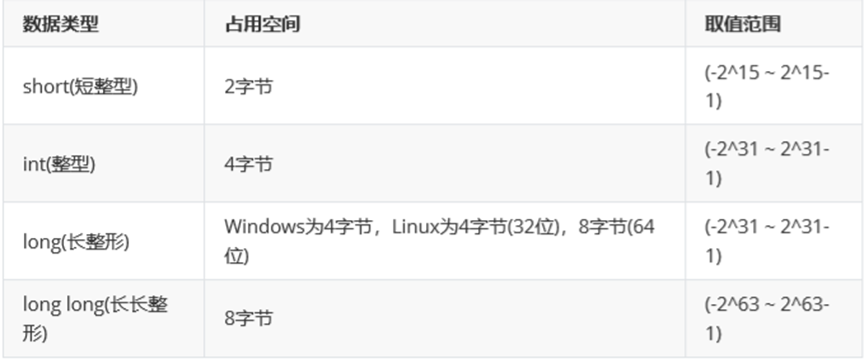 数据类型 占用空间 取值范围
short(短整型) 2字节 (-2^15 ~ 2^15-
1)
int(整型) 4字节 (-2^31 ~ 2^31-
1)
long(长整形) Windows为4字节，Linux为4字节(32位)，8字节(64
位) (-2^31 ~ 2^31-
1)
long long(长长整
形) 8字节 (-2^63 ~ 2^63-
1)